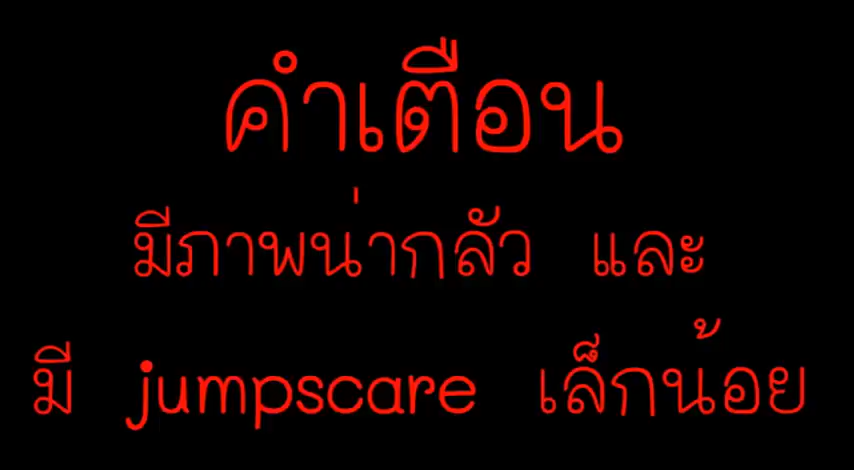 คำเตือน
มีภาพน่ากลัว และ
มี jumpscare เล็กน้อย